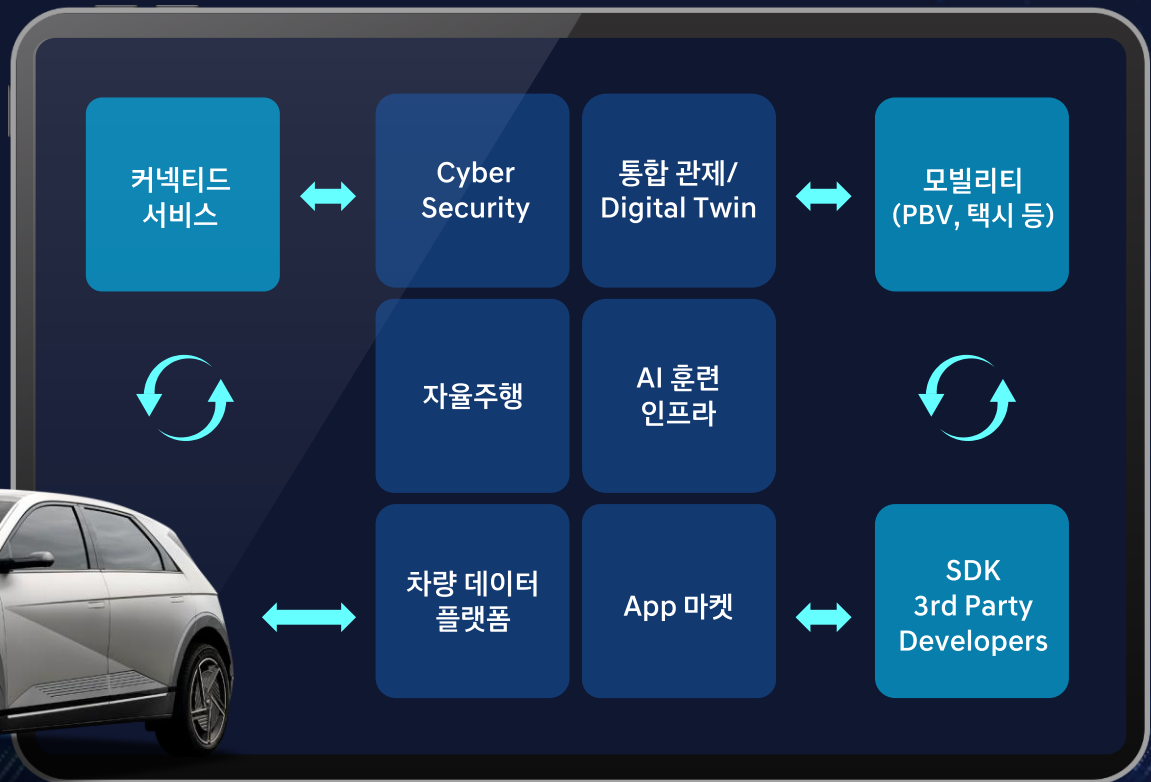 커넥티드
서비스
Cyber
Security
통합 관제/
Digital Twin
모빌리티
(PBV, 택시 등)
자율주행
AI 훈련
인프라
차량 데이터
플랫폼
App 마켓
SDK
3rd Party
Developers